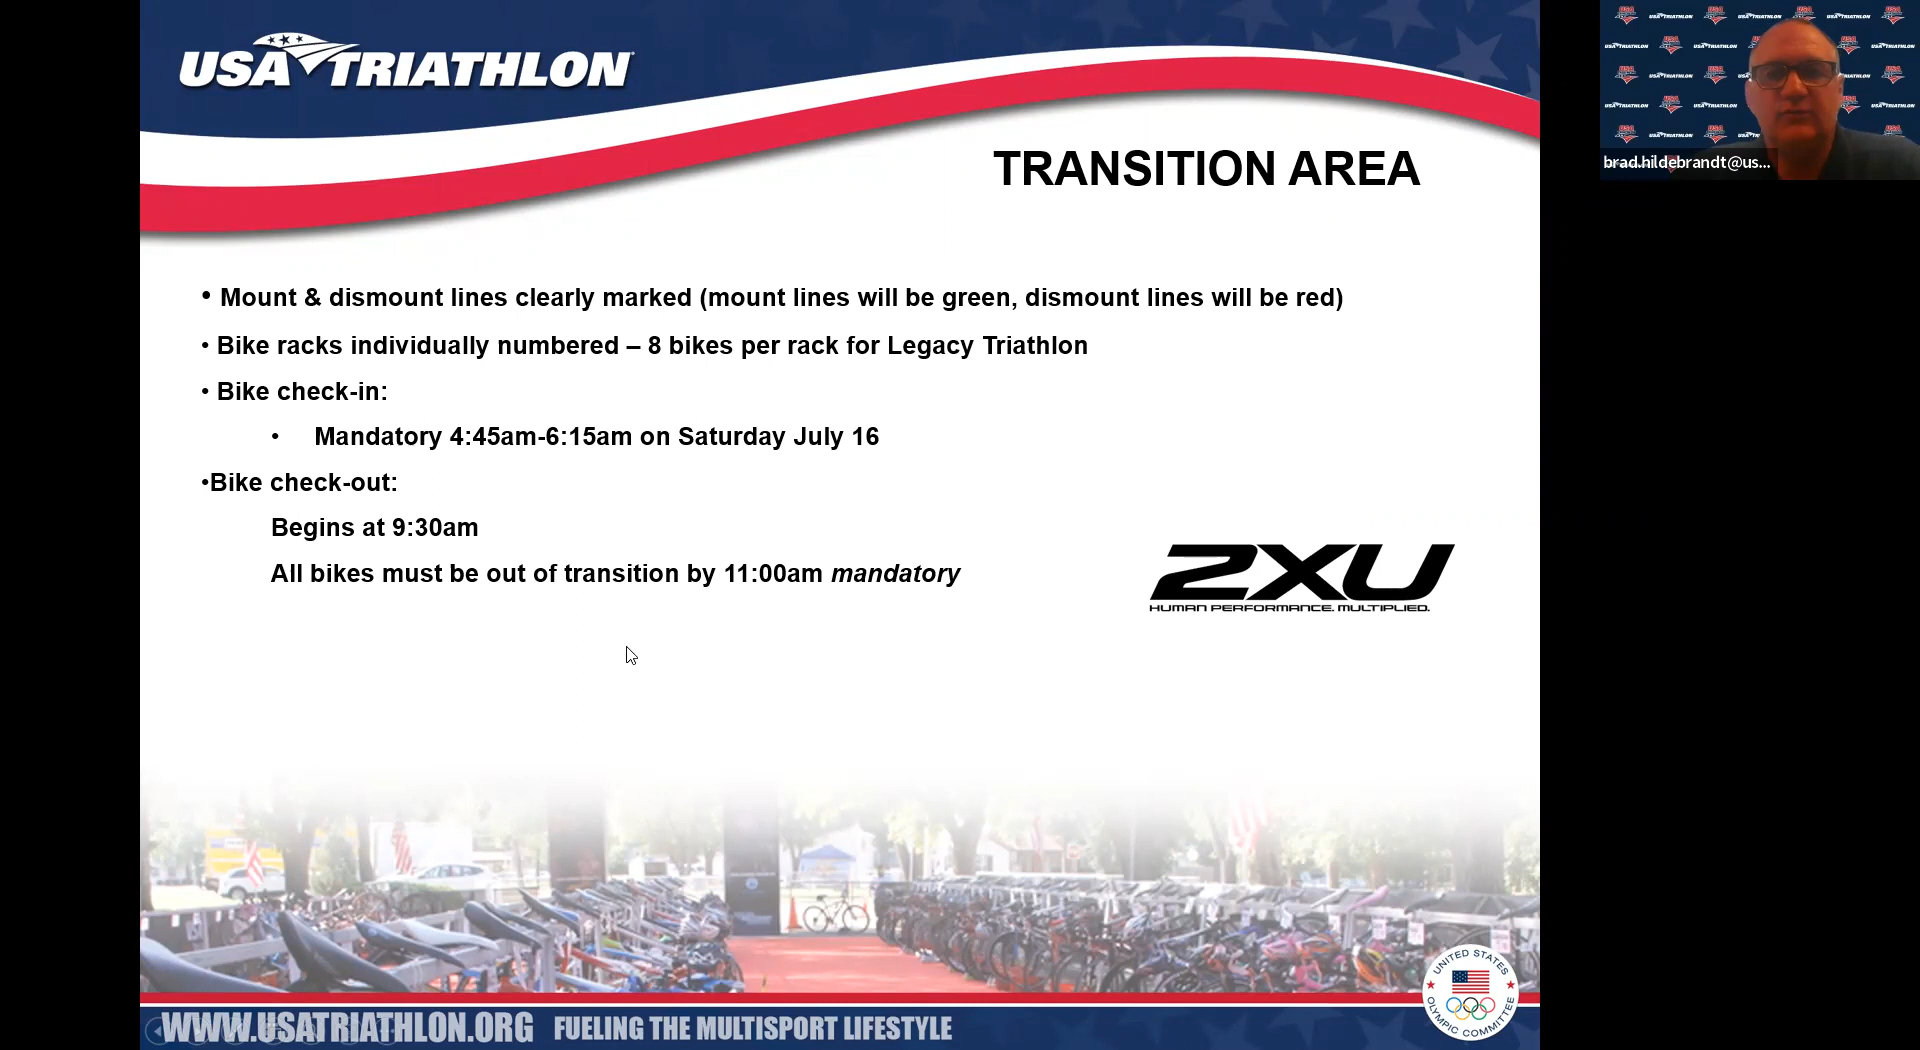 USA TRIATHLON
TRANSITION AREA
• Mount & dismount lines clearly marked (mount lines will be green, dismount lines will be red)
• Bike racks individually numbered – 8 bikes per rack for Legacy Triathlon
• Bike check-in:
• Mandatory 4:45am-6:15am on Saturday July 16
•Bike check-out:
Begins at 9:30am
All bikes must be out of transition by 11:00am mandatory
2XU
HUMAN PERFORMANCE. MULTIPLIED.
UNITED STATES
OLYMPIC COMMITTEE
WWW.USATRIATHLON.ORG FUELING THE MULTISPORT LIFESTYLE
brad.hildebrandt@us...